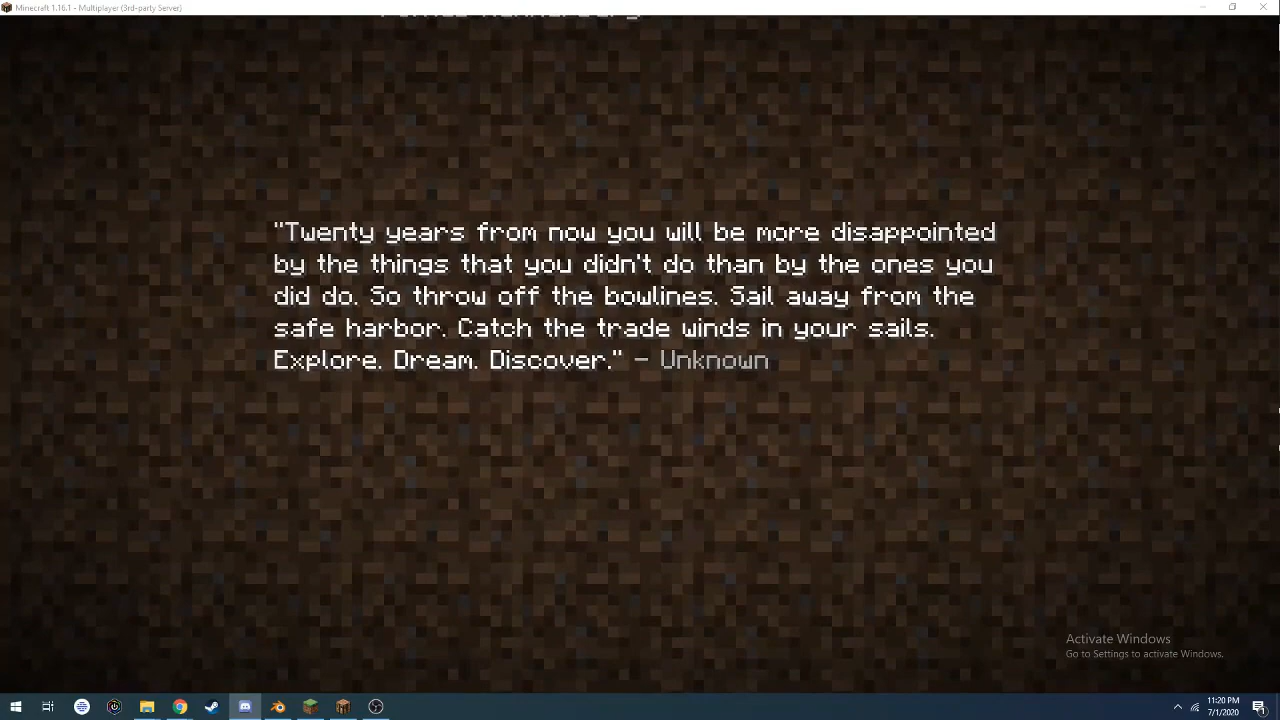 Minecraft 1.16.1 - Multiplayer (3rd-party Server)
"Twenty years from now you will be more disappointed
by the things that you didn't do than by the ones you
did do. So throw off the bowlines. Sail away from the
safe harbor. Catch the trade winds in your sails.
Explore. Dream. Discover." — Unknown
Activate Windows
Go to Settings to activate Windows.
11:20 PM
7/1/2020